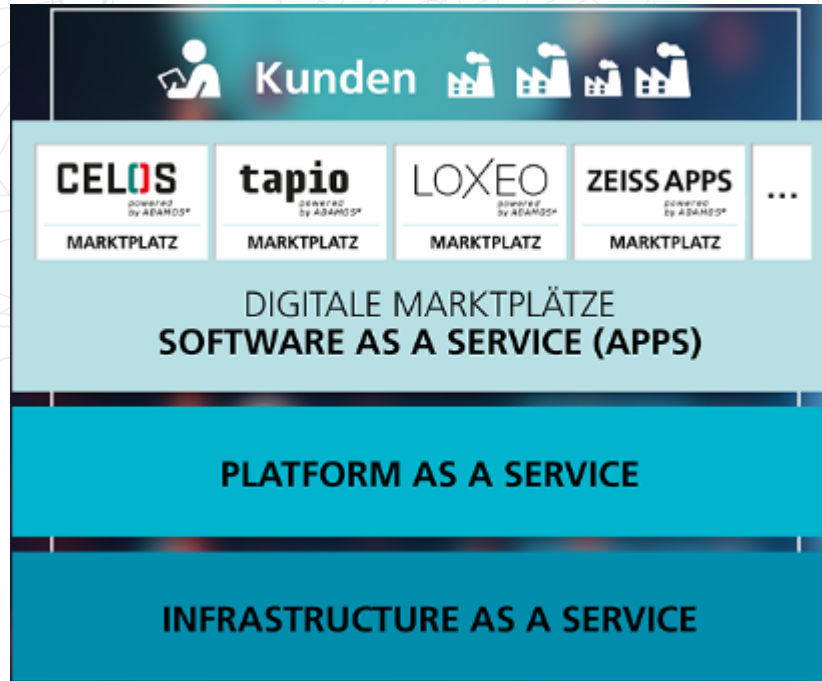 Kunden
CELOS
powered
by ADAMOS*
MARKTPLATZ
tapio
powered
by ADAMOS*
MARKTPLATZ
LOXEO
powered
by ADAMOS*
MARKTPLATZ
ZEISS APPS
powered
by ADAMOS*
MARKTPLATZ
...
DIGITALE MARKTPLÄTZE
SOFTWARE AS A SERVICE (APPS)
PLATFORM AS A SERVICE
INFRASTRUCTURE AS A SERVICE